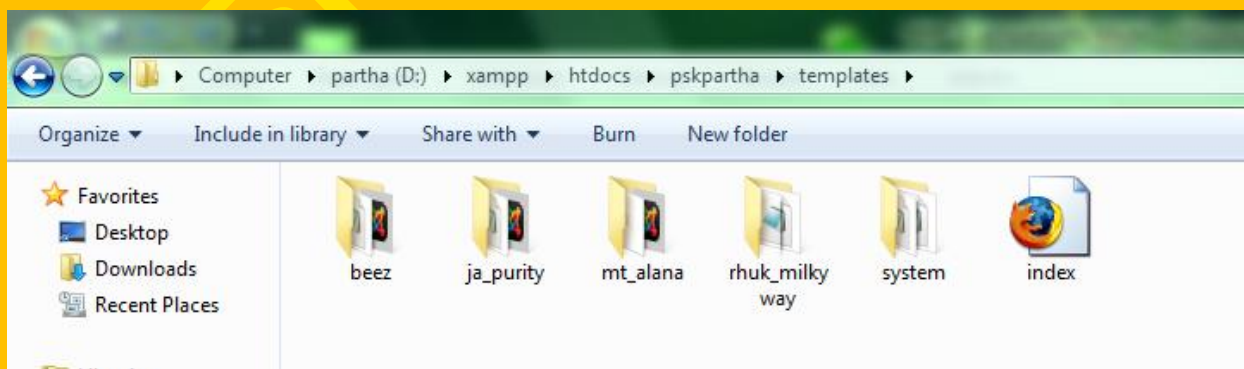 Computer ▸ partha (D:) ▸ xampp ▸ htdocs ▸ pskpartha ▸ templates ▸
Organize ▾ Include in library ▾ Share with ▾ Burn New folder
Favorites
Desktop
Downloads
Recent Places
beez ja_purity mt_alana rhuk_milky system index
way